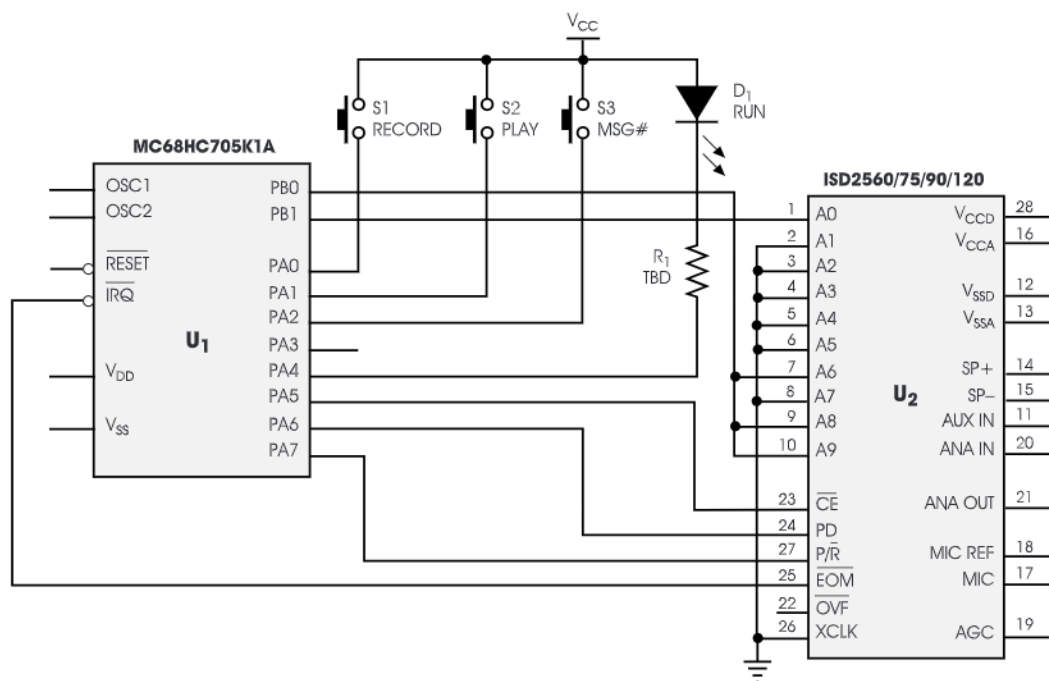 V_CC
S1
RECORD
S2
PLAY
S3
MSG#
D₁
RUN
R₁
TBD
MC68HC705K1A
OSC1
OSC2
RESET
IRQ
V_DD
V_SS
U₁
PB0
PB1
PA0
PA1
PA2
PA3
PA4
PA5
PA6
PA7
ISD2560/75/90/120
1 A0
2 A1
3 A2
4 A3
5 A4
6 A5
7 A6
8 A7
9 A8
10 A9
23 CE
24 PD
27 P/R
25 EOM
22 OVF
26 XCLK
U₂
V_CCD 28
V_CCA 16
V_SSD 12
V_SSA 13
SP+ 14
SP– 15
AUX IN 11
ANA IN 20
ANA OUT 21
MIC REF 18
MIC 17
AGC 19